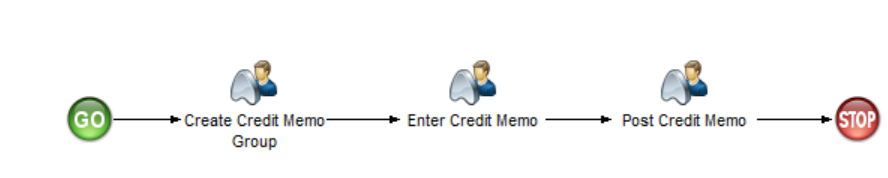 GO
Create Credit Memo
Group
Enter Credit Memo
Post Credit Memo
STOP